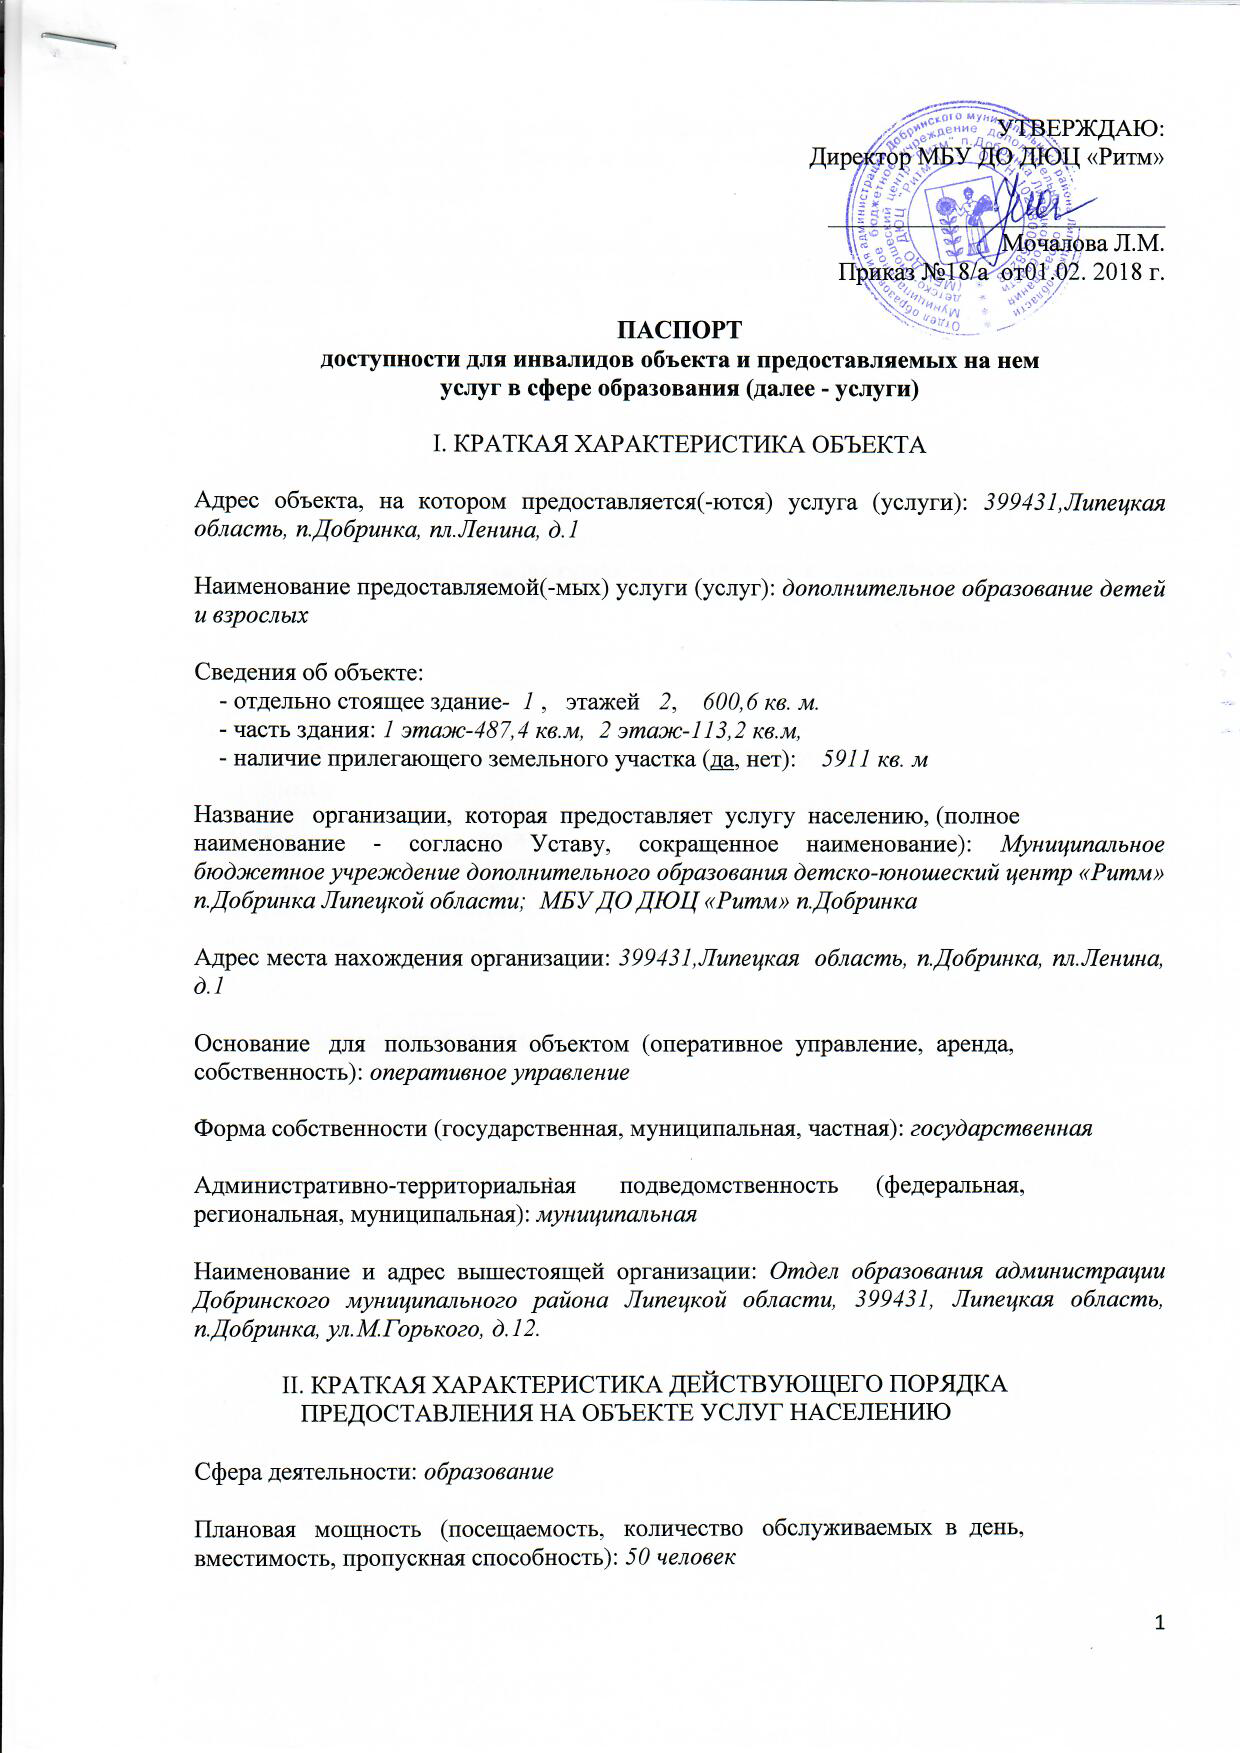 УТВЕРЖДАЮ:
Директор МБУ ДО ДЮЦ «Ритм»
Мочалова Л.М.
Приказ №18/а от01.02. 2018 г.
ПАСПОРТ
доступности для инвалидов объекта и предоставляемых на нем
услуг в сфере образования (далее - услуги)
I. КРАТКАЯ ХАРАКТЕРИСТИКА ОБЪЕКТА
Адрес объекта, на котором предоставляется(-ются) услуга (услуги): 399431,Липецкая
область, п.Добринка, пл.Ленина, д.1
Наименование предоставляемой(-мых) услуги (услуг): дополнительное образование детей
и взрослых
Сведения об объекте:
- отдельно стоящее здание- 1 , этажей 2, 600,6 кв. м.
- часть здания: 1 этаж-487,4 кв.м, 2 этаж-113,2 кв.м,
- наличие прилегающего земельного участка (да, нет): 5911 кв. м
Название организации, которая предоставляет услугу населению, (полное
наименование - согласно Уставу, сокращенное наименование): Муниципальное
бюджетное учреждение дополнительного образования детско-юношеский центр «Ритм»
п.Добринка Липецкой области; МБУ ДО ДЮЦ «Ритм» п.Добринка
Адрес места нахождения организации: 399431,Липецкая область, п.Добринка, пл.Ленина,
д.1
Основание для пользования объектом (оперативное управление, аренда,
собственность): оперативное управление
Форма собственности (государственная, муниципальная, частная): государственная
Административно-территориальная подведомственность (федеральная,
региональная, муниципальная): муниципальная
Наименование и адрес вышестоящей организации: Отдел образования администрации
Добринского муниципального района Липецкой области, 399431, Липецкая область,
п.Добринка, ул.М.Горького, д.12.
II. КРАТКАЯ ХАРАКТЕРИСТИКА ДЕЙСТВУЮЩЕГО ПОРЯДКА
ПРЕДОСТАВЛЕНИЯ НА ОБЪЕКТЕ УСЛУГ НАСЕЛЕНИЮ
Сфера деятельности: образование
Плановая мощность (посещаемость, количество обслуживаемых в день,
вместимость, пропускная способность): 50 человек
1